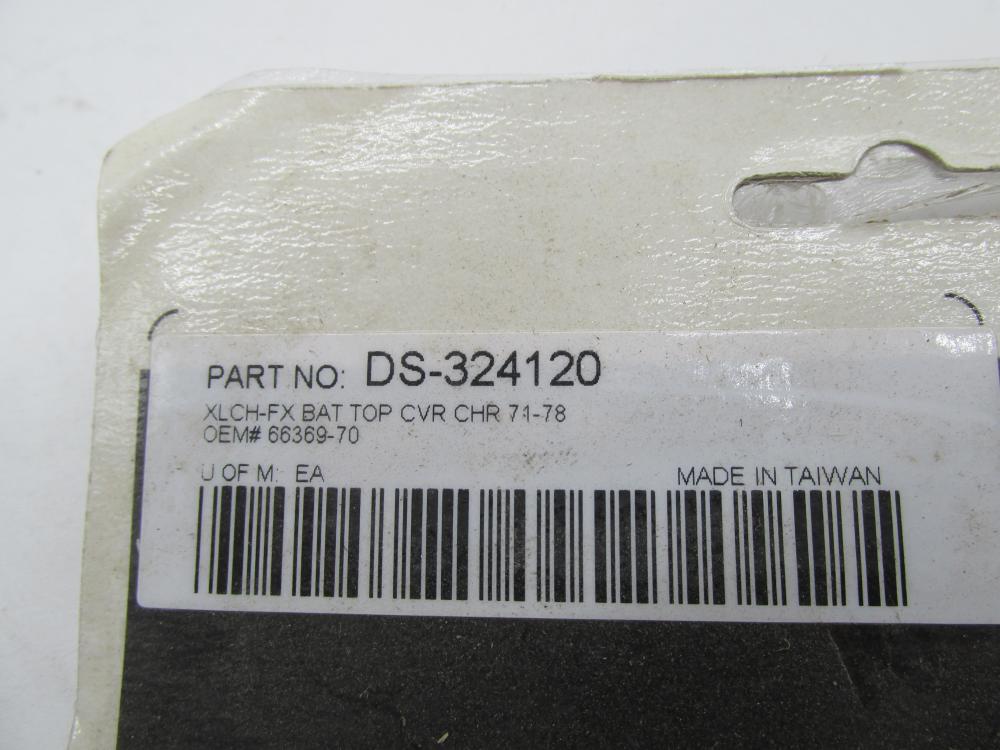 PART NO: DS-324120
XLCH-FX BAT TOP CVR CHR 71-78
OEM# 66369-70
U OF M: EA MADE IN TAIWAN